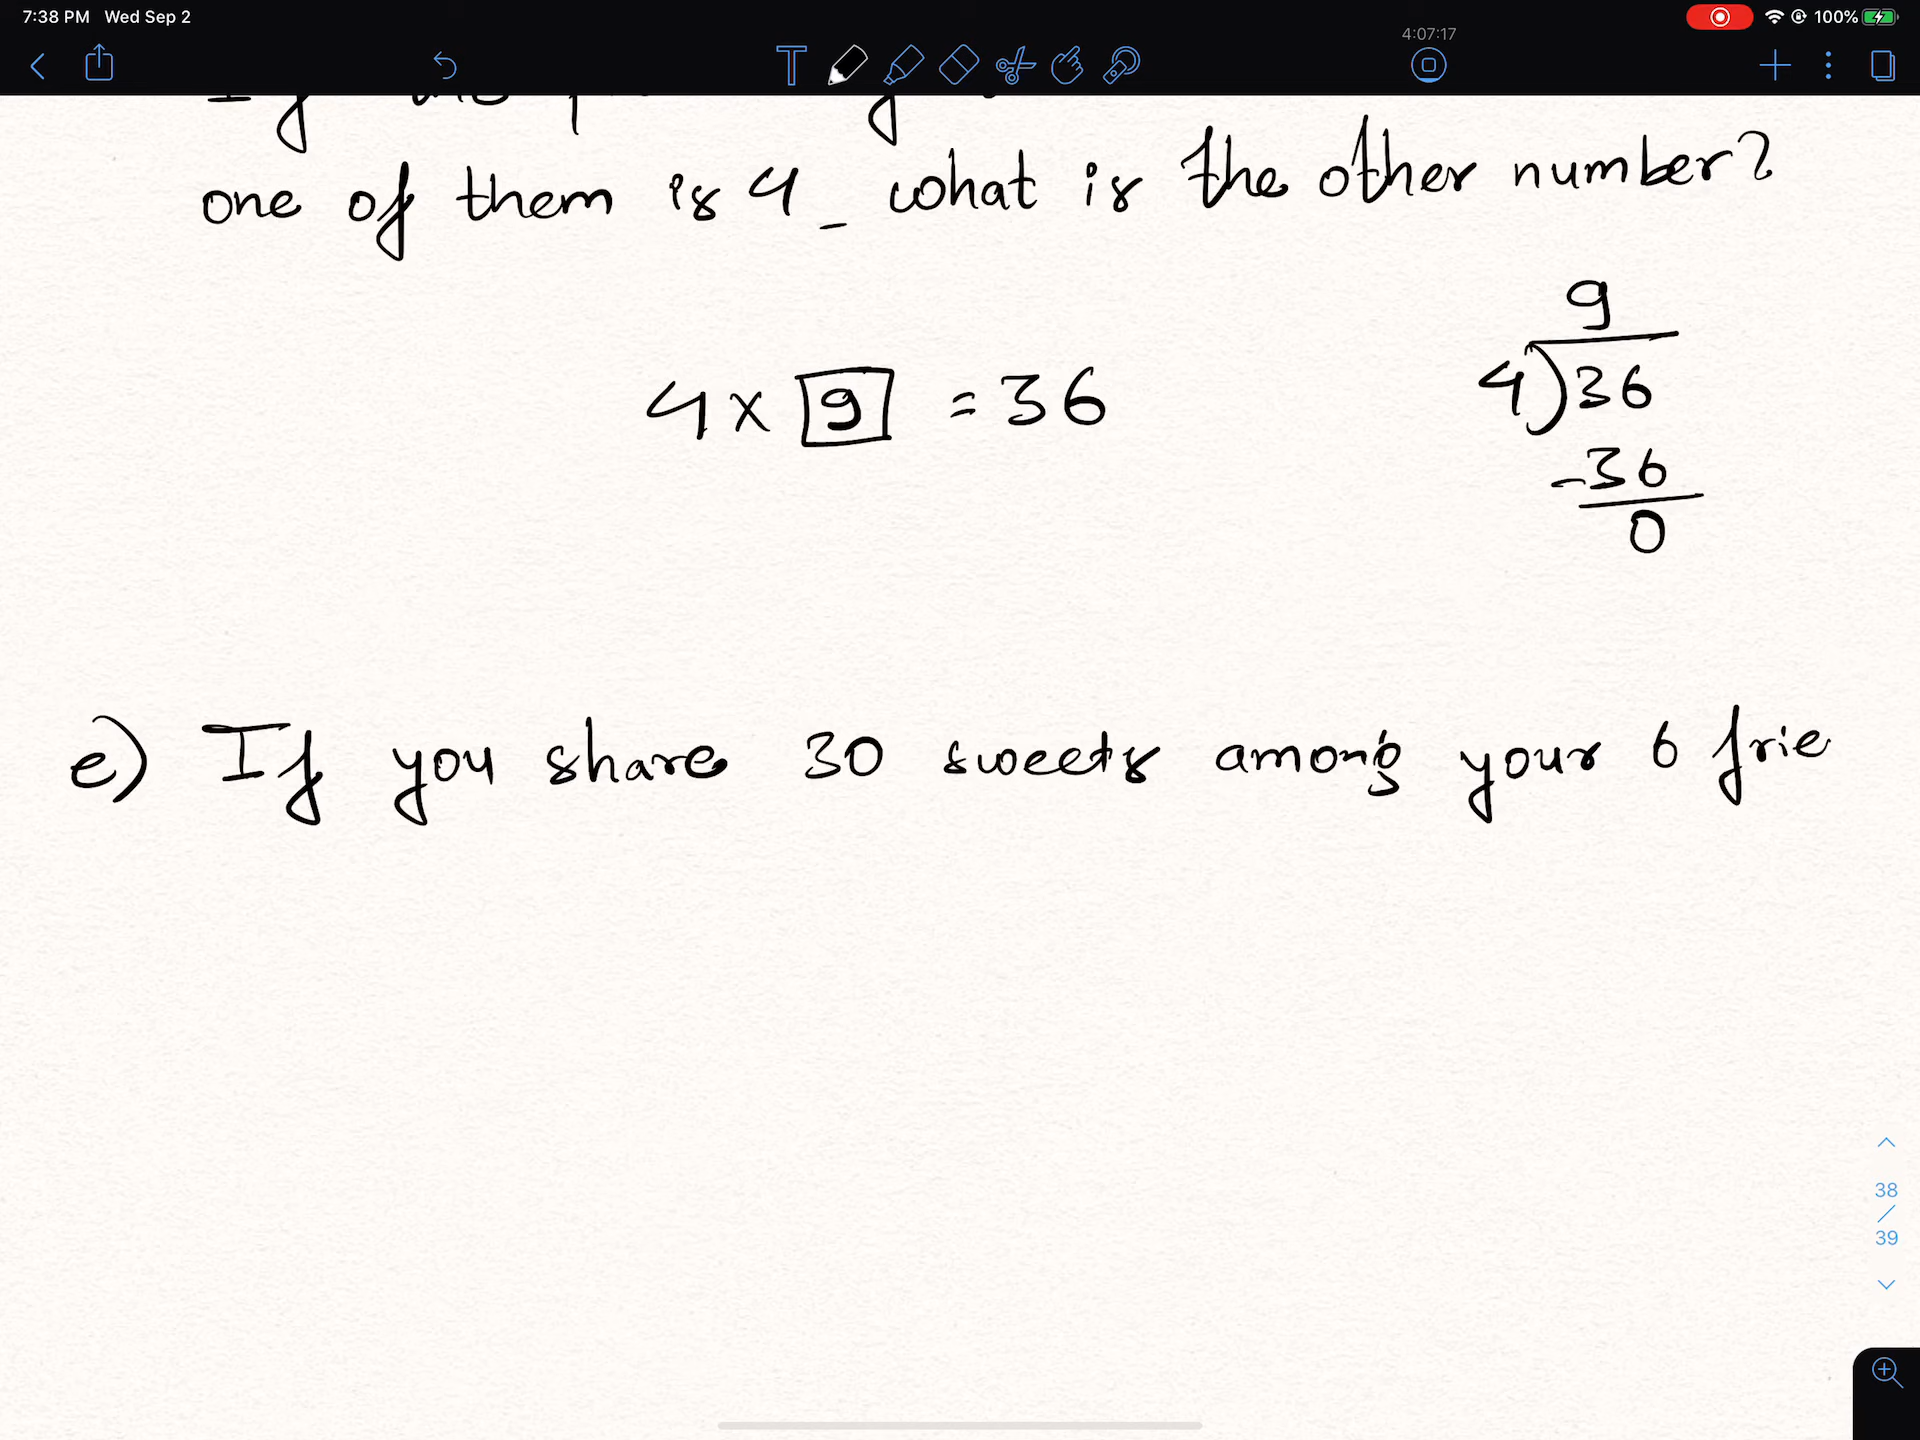 7:38 PM Wed Sep 2
100%
4:07:17
one of them is 4 _ what is the other number?
9
4 x 9 = 36
4)36
-36
0
e) If you share 30 sweets among your 6 frie
38
/
39